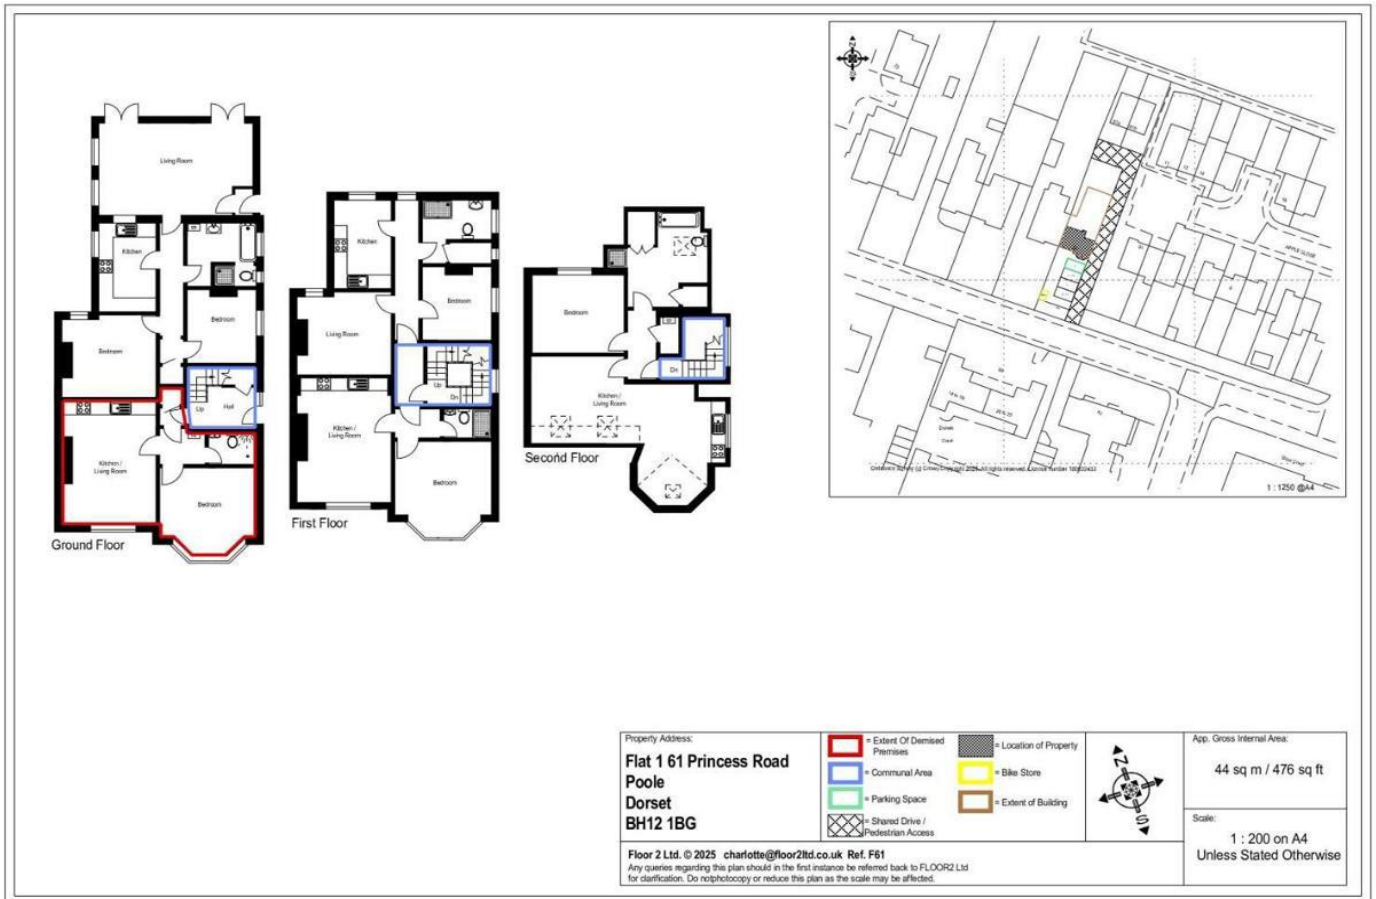 Living Room
Kitchen
Bedroom
Bedroom
Up
Hall
Kitchen /
Living Room
Bedroom
Ground Floor
Kitchen
Bedroom
Living Room
Up
Dn
Kitchen /
Living Room
Bedroom
First Floor
Bedroom
Dn
Kitchen /
Living Room
Second Floor
N
S
APPLE CLOSE
Court
1 : 1250 @A4
Property Address:
Flat 1 61 Princess Road
Poole
Dorset
BH12 1BG
= Extent Of Demised
Premises
= Communal Area
= Parking Space
= Shared Drive /
Pedestrian Access
= Location of Property
= Bike Store
= Extent of Building
N
S
App. Gross Internal Area:
44 sq m / 476 sq ft
Scale:
1 : 200 on A4
Unless Stated Otherwise
Floor 2 Ltd. © 2025 charlotte@floor2ltd.co.uk Ref. F61
Any queries regarding this plan should in the first instance be referred back to FLOOR2 Ltd
for clarification. Do notphotocopy or reduce this plan as the scale may be affected.